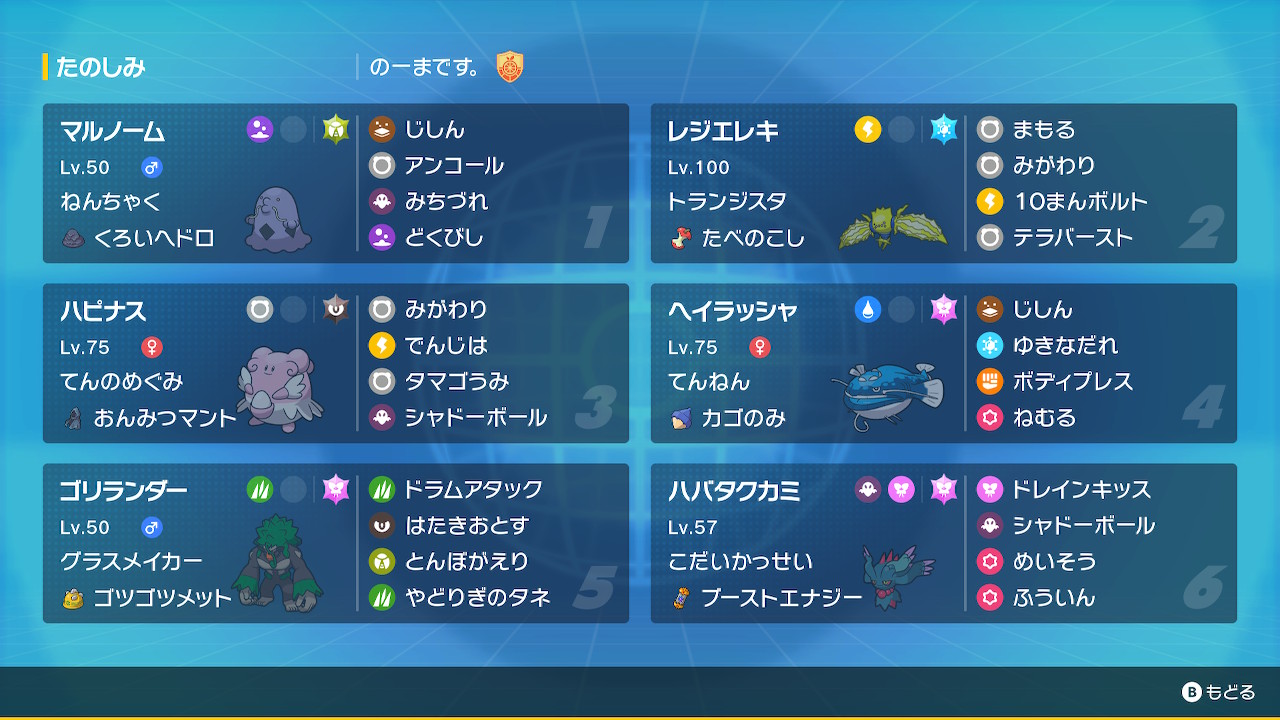 たのしみ
のーまです。
マルノーム
Lv.50
ねんちゃく
くろいヘドロ
じしん
アンコール
みちづれ
どくびし
1
レジエレキ
Lv.100
トランジスタ
たべのこし
まもる
みがわり
10まんボルト
テラバースト
2
ハピナス
Lv.75
てんのめぐみ
おんみつマント
みがわり
でんじは
タマゴうみ
シャドーボール
3
ヘイラッシャ
Lv.75
てんねん
カゴのみ
じしん
ゆきなだれ
ボディプレス
ねむる
4
ゴリランダー
Lv.50
グラスメイカー
ゴツゴツメット
ドラムアタック
はたきおとす
とんぼがえり
やどりぎのタネ
5
ハバタクカミ
Lv.57
こだいかっせい
ブーストエナジー
ドレインキッス
シャドーボール
めいそう
ふういん
6
B もどる